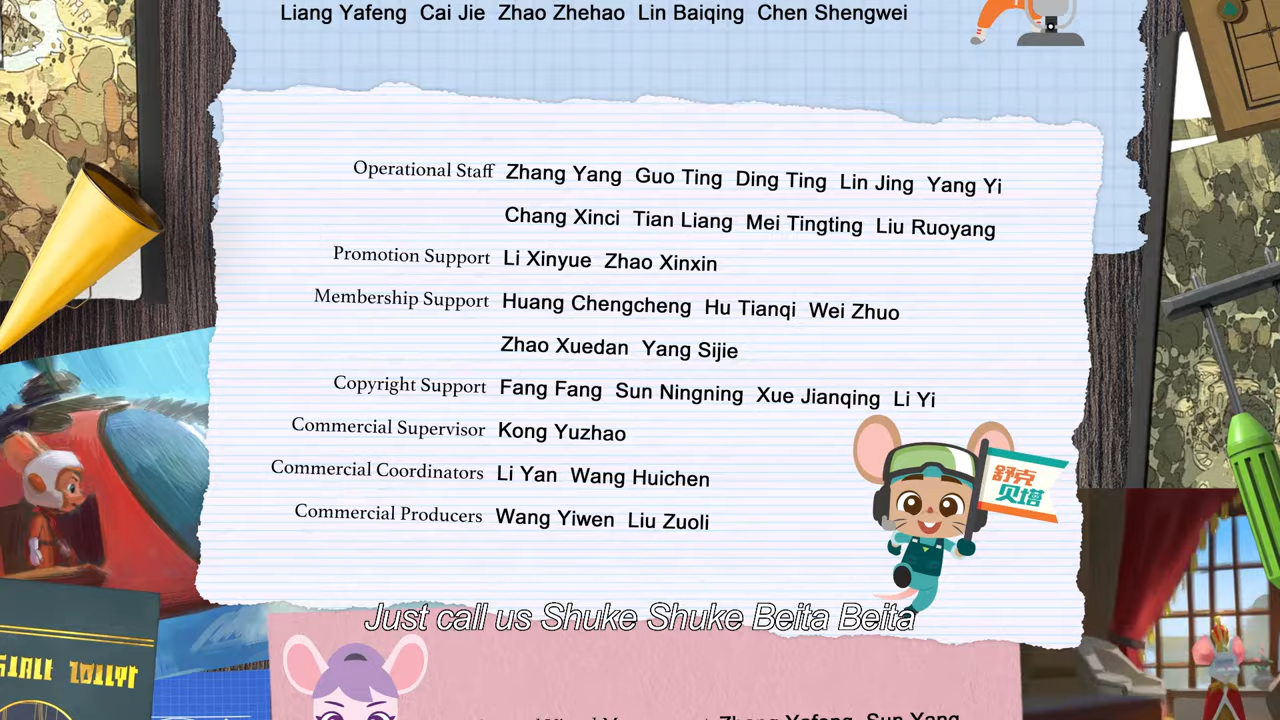 Liang Yafeng Cai Jie Zhao Zhehao Lin Baiqing Chen Shengwei
Operational Staff Zhang Yang Guo Ting Ding Ting Lin Jing Yang Yi
Chang Xinci Tian Liang Mei Tingting Liu Ruoyang
Promotion Support Li Xinyue Zhao Xinxin
Membership Support Huang Chengcheng Hu Tianqi Wei Zhuo
Zhao Xuedan Yang Sijie
Copyright Support Fang Fang Sun Ningning Xue Jianqing Li Yi
Commercial Supervisor Kong Yuzhao
Commercial Coordinators Li Yan Wang Huichen
Commercial Producers Wang Yiwen Liu Zuoli
舒克
贝塔
Just call us Shuke Shuke Beita Beita
Zhang Yafeng Sun Yang